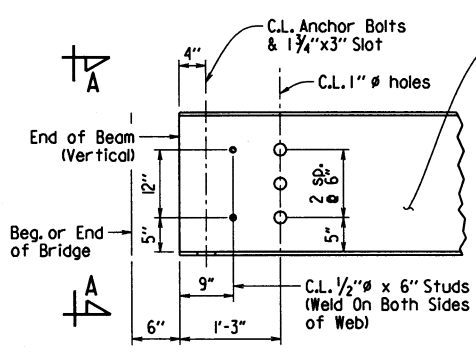 C.L. Anchor Bolts
& 1¾"x3" Slot
4"
A
C.L. 1" ø holes
End of Beam
(Vertical)
12"
2 sp.
@ 6"
Beg. or End
of Bridge
5"
5"
9"
C.L. ½"ø x 6" Studs
(Weld On Both Sides
of Web)
A
6"
1'-3"